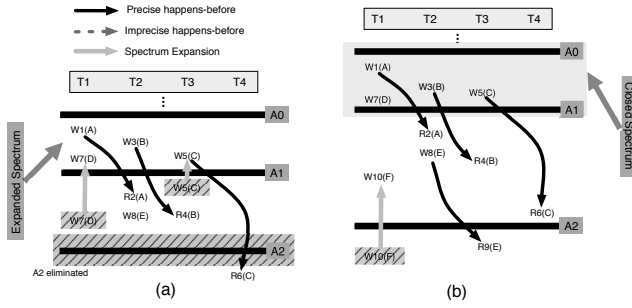 Precise happens-before
Imprecise happens-before
Spectrum Expansion
T1 T2 T3 T4
...
A0
W1(A) W3(B)
W7(D) W5(C)
A1
R2(A) W5(C)
W7(D) W8(E) R4(B)
A2
A2 eliminated
R6(C)
Expanded Spectrum
(a)
T1 T2 T3 T4
...
A0
W1(A)
W3(B) W5(C)
W7(D)
A1
R2(A)
W8(E) R4(B)
W10(F)
R6(C)
A2
W10(F)
R9(E)
Closed Spectrum
(b)